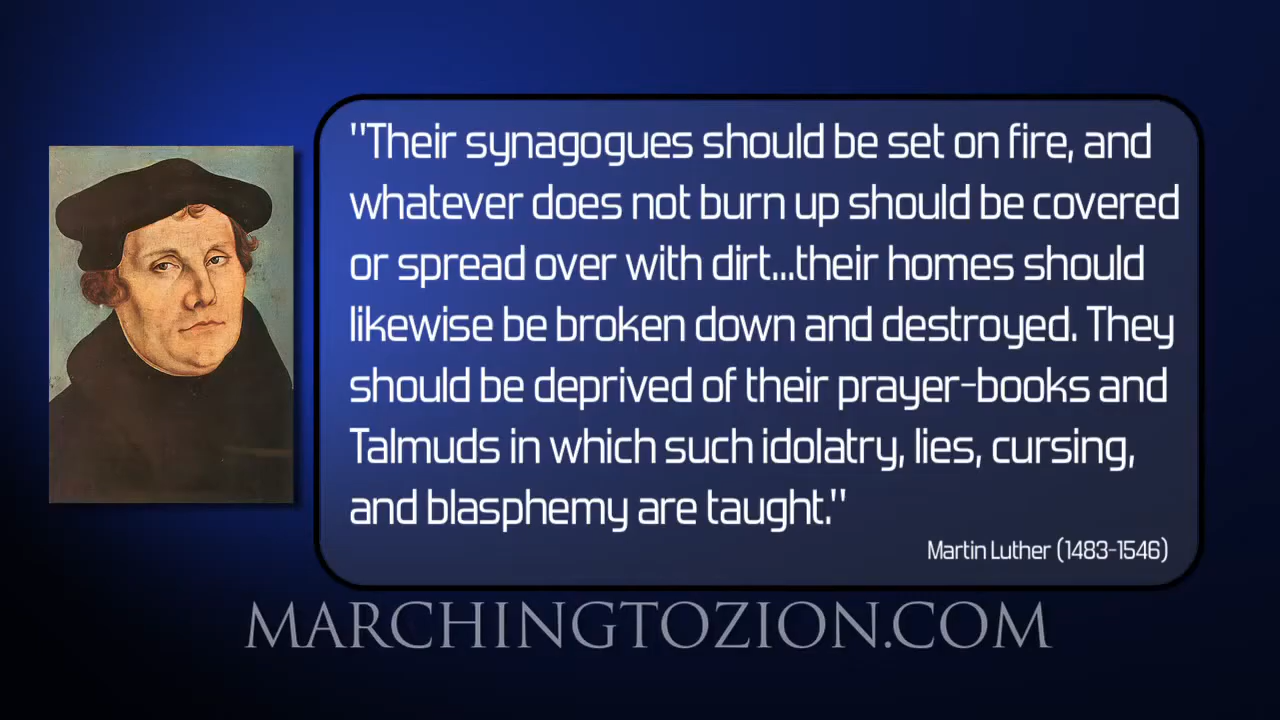 "Their synagogues should be set on fire, and
whatever does not burn up should be covered
or spread over with dirt...their homes should
likewise be broken down and destroyed. They
should be deprived of their prayer-books and
Talmuds in which such idolatry, lies, cursing,
and blasphemy are taught."
Martin Luther (1483-1546)
MARCHINGTOZION.COM